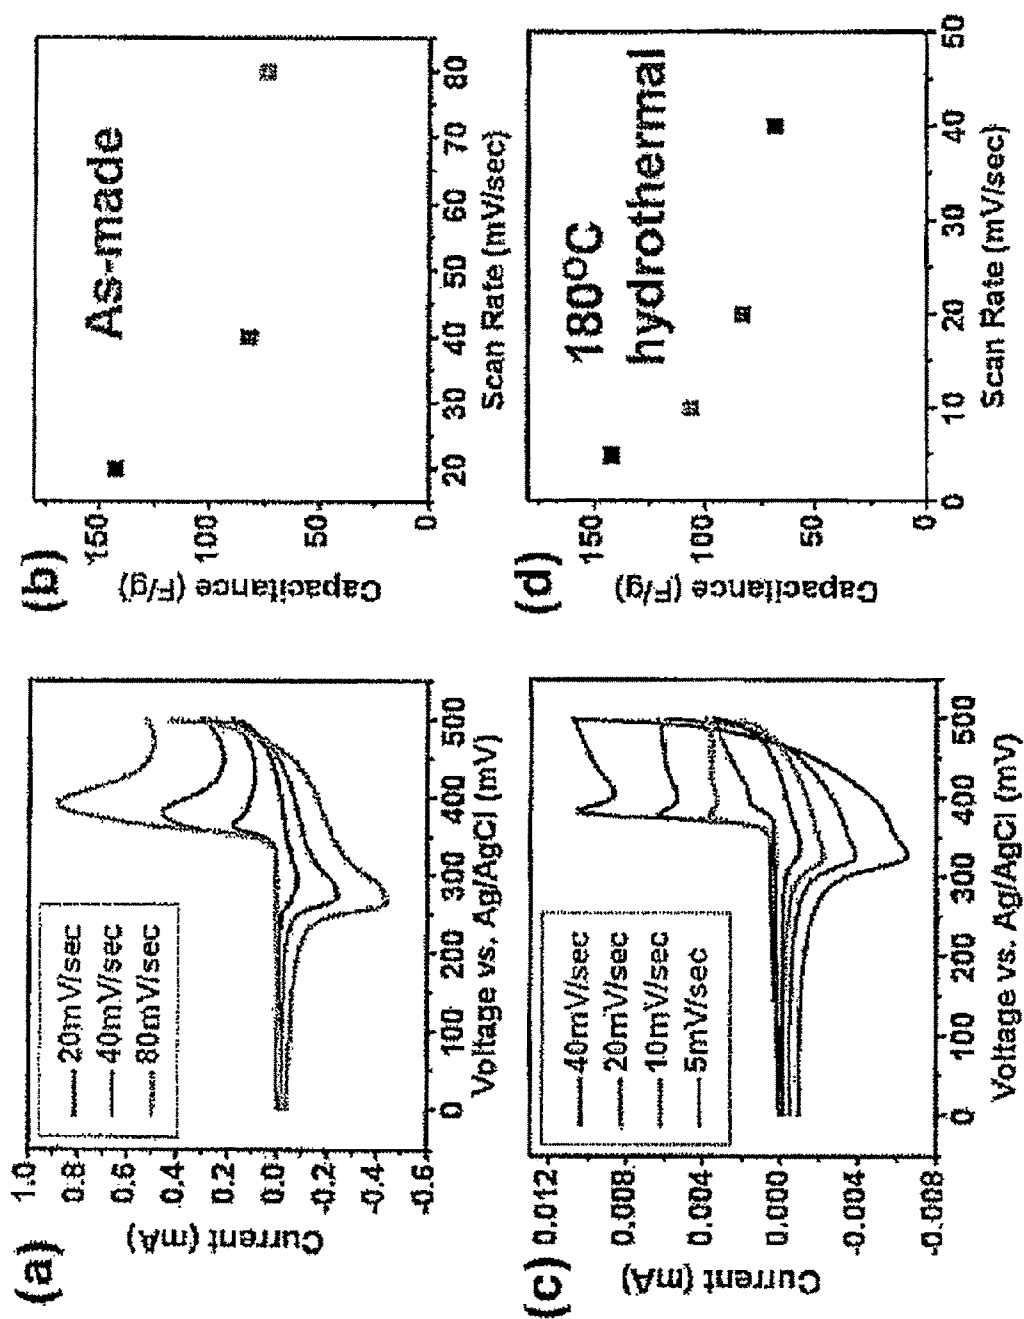 (a)
Current (mA)
1.0
0.8
0.6
0.4
0.2
0.0
-0.2
-0.4
-0.6
20mV/sec
40mV/sec
80mV/sec
0 100 200 300 400 500
Voltage vs. Ag/AgCl (mV)
(b)
Capacitance (F/g)
150
100
50
0
As-made
20 30 40 50 60 70 80
Scan Rate (mV/sec)
(c)
Current (mA)
0.012
0.008
0.004
0.000
-0.004
-0.008
40mV/sec
20mV/sec
10mV/sec
5mV/sec
0 100 200 300 400 500
Voltage vs. Ag/AgCl (mV)
(d)
Capacitance (F/g)
150
100
50
0
180°C
hydrothermal
0 10 20 30 40 50
Scan Rate (mV/sec)